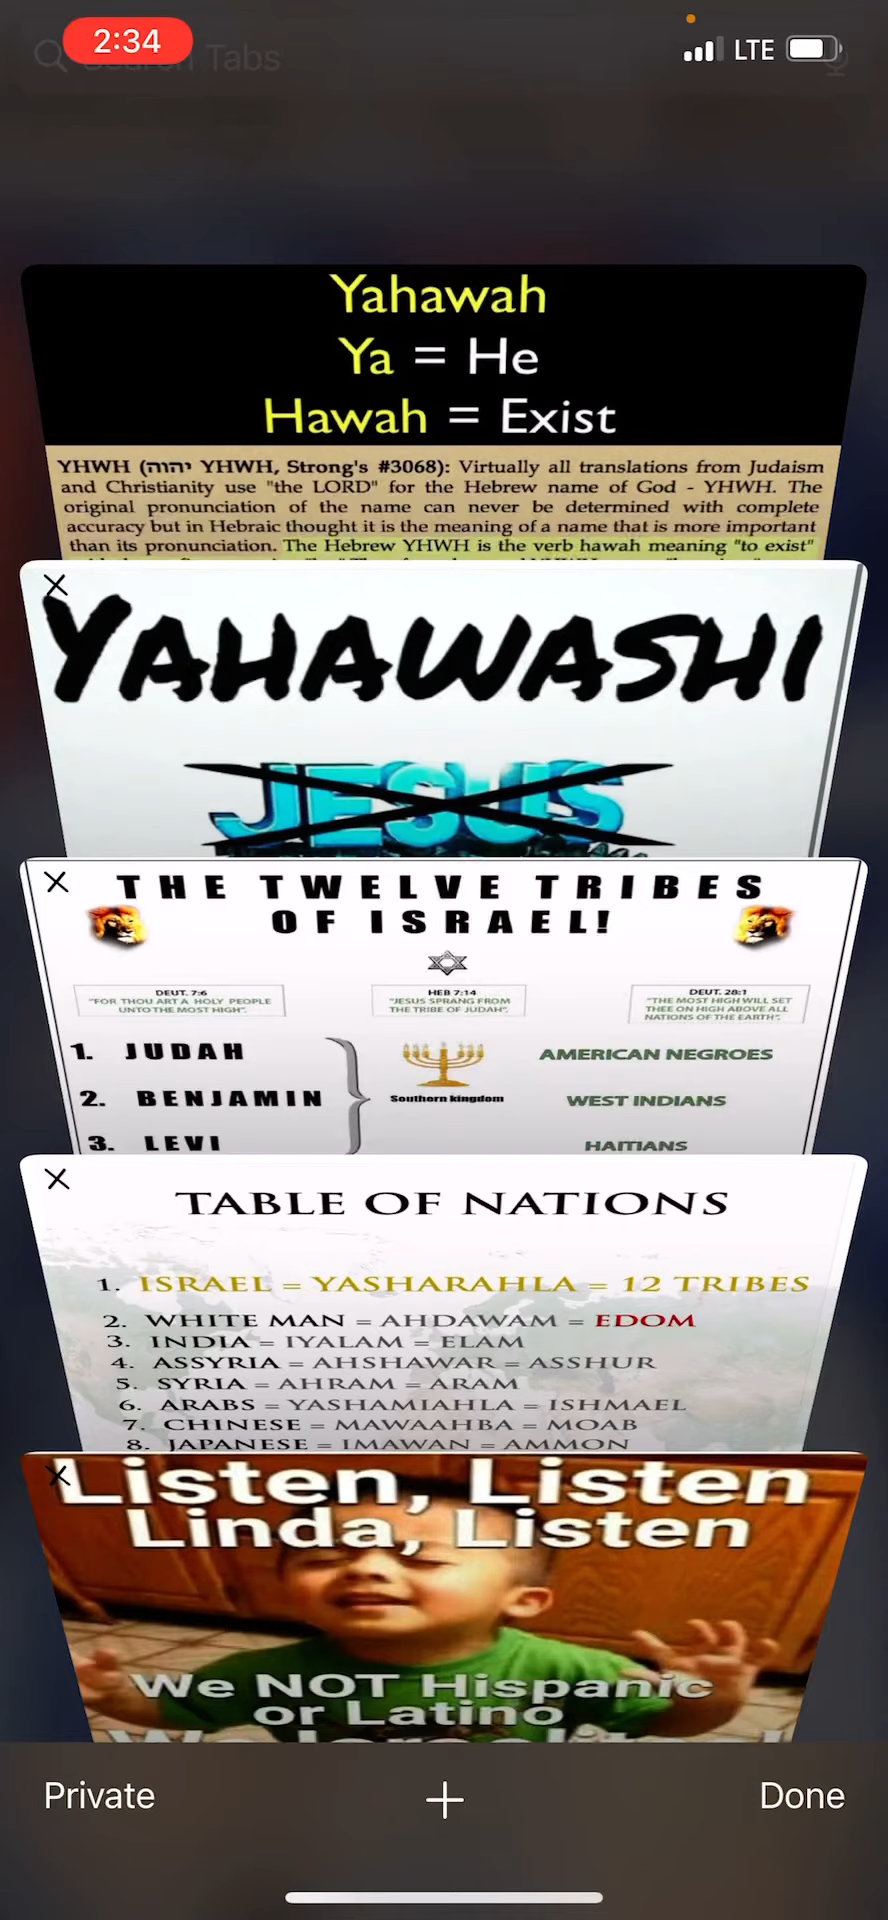 2:34
Search Tabs
LTE
Yahawah
Ya = He
Hawah = Exist
YHWH (יהוה YHWH, Strong's #3068): Virtually all translations from Judaism
and Christianity use "the LORD" for the Hebrew name of God - YHWH. The
original pronunciation of the name can never be determined with complete
accuracy but in Hebraic thought it is the meaning of a name that is more important
than its pronunciation. The Hebrew YHWH is the verb hawah meaning "to exist"
YAHAWASHI
JESUS
THE TWELVE TRIBES
OF ISRAEL!
DEUT. 7:6
"FOR THOU ART A HOLY PEOPLE
UNTO THE MOST HIGH".
HEB 7:14
"JESUS SPRANG FROM
THE TRIBE OF JUDAH".
DEUT. 28:1
"THE MOST HIGH WILL SET
THEE ON HIGH ABOVE ALL
NATIONS OF THE EARTH".
1. JUDAH AMERICAN NEGROES
2. BENJAMIN Southern kingdom WEST INDIANS
3. LEVI HAITIANS
TABLE OF NATIONS
1. ISRAEL = YASHARAHLA = 12 TRIBES
2. WHITE MAN = AHDAWAM = EDOM
3. INDIA = IYALAM = ELAM
4. ASSYRIA = AHSHAWAR = ASSHUR
5. SYRIA = AHRAM = ARAM
6. ARABS = YASHAMIAHLA = ISHMAEL
7. CHINESE = MAWAAHBA = MOAB
8. JAPANESE = IMAWAN = AMMON
Listen, Listen
Linda, Listen
We NOT Hispanic
or Latino
Private
Done